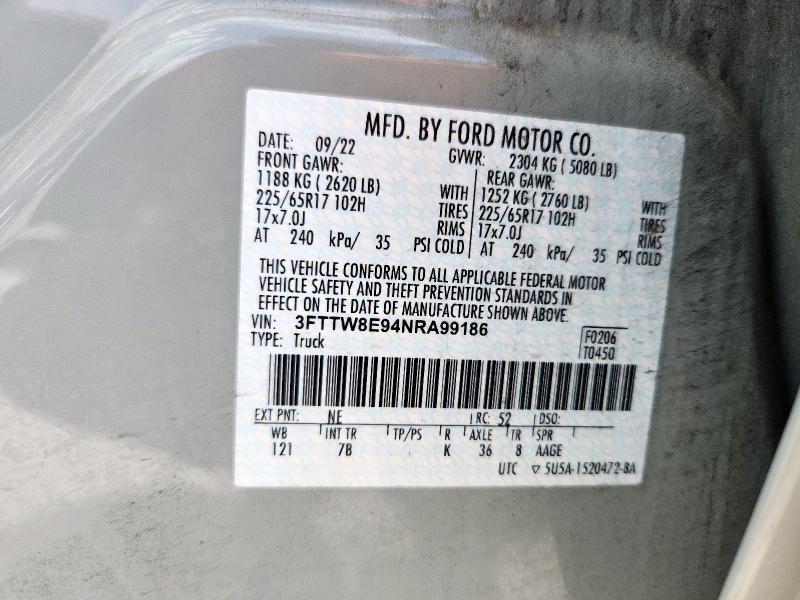 MFD. BY FORD MOTOR CO.
DATE: 09/22 GVWR: 2304 KG ( 5080 LB)
FRONT GAWR: REAR GAWR:
1188 KG ( 2620 LB) WITH 1252 KG ( 2760 LB) WITH
225/65R17 102H TIRES 225/65R17 102H TIRES
17x7.0J RIMS 17x7.0J RIMS
AT 240 kPa/ 35 PSI COLD AT 240 kPa/ 35 PSI COLD
THIS VEHICLE CONFORMS TO ALL APPLICABLE FEDERAL MOTOR
VEHICLE SAFETY AND THEFT PREVENTION STANDARDS IN
EFFECT ON THE DATE OF MANUFACTURE SHOWN ABOVE.
VIN: 3FTTW8E94NRA99186
TYPE: Truck F0206
T0450
EXT PNT: NE RC: 52 DSO:
WB INT TR TP/PS R AXLE TR SPR
121 7B K 36 8 AAGE
UTC ▽ 5U5A-1520472-BA